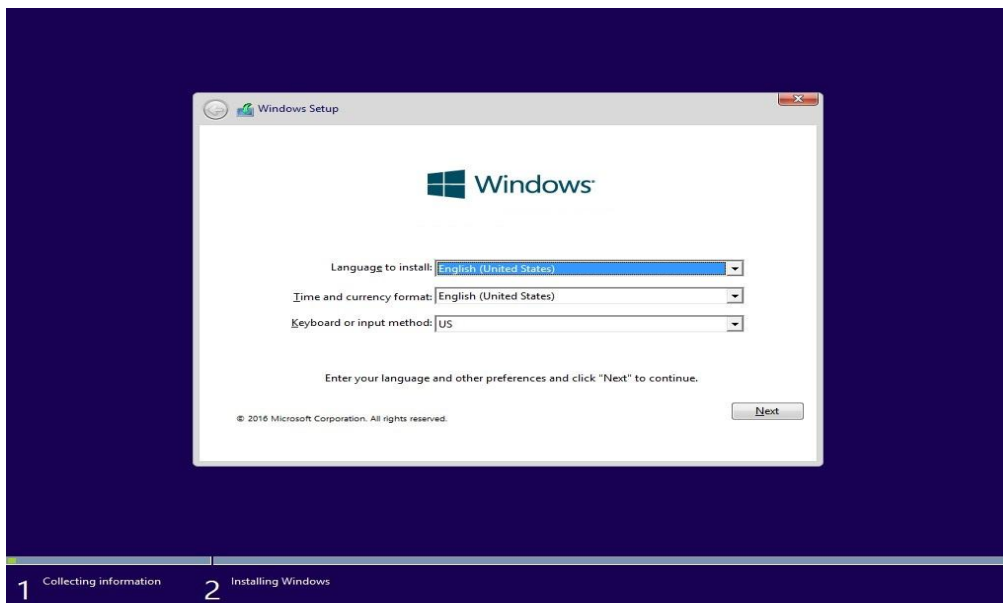 Windows Setup
Windows
Language to install: English (United States)
Time and currency format: English (United States)
Keyboard or input method: US
Enter your language and other preferences and click "Next" to continue.
© 2016 Microsoft Corporation. All rights reserved.
Next
1 Collecting information
2 Installing Windows